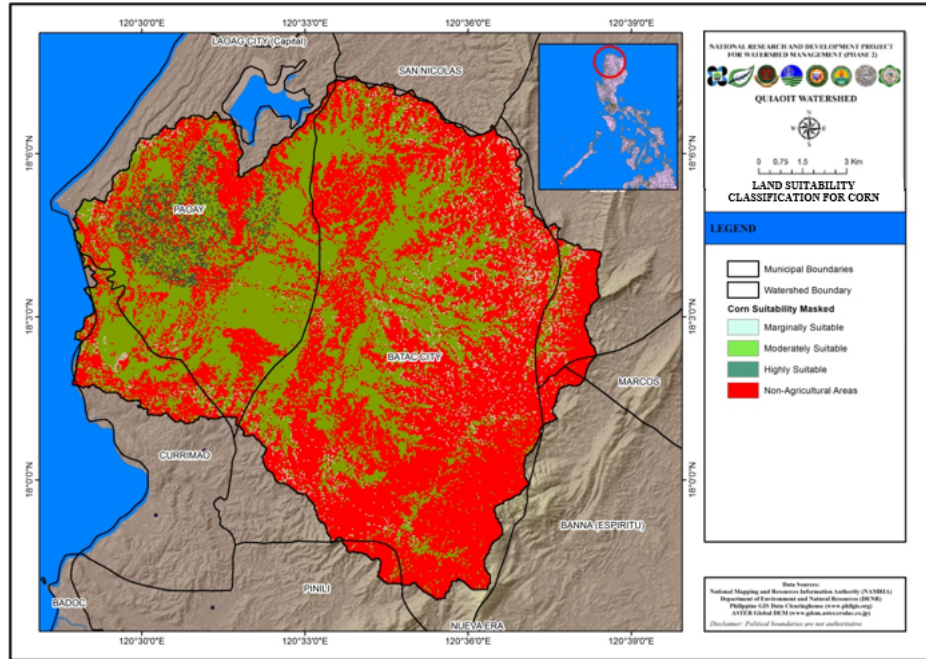 120°30'0"E 120°33'0"E 120°36'0"E 120°39'0"E
LAOAG CITY (Capital)
SAN NICOLAS
18°6'0"N 18°6'0"N
PAOAY
18°3'0"N 18°3'0"N
BATAC CITY
MARCOS
CURRIMAO
18°0'0"N 18°0'0"N
BANNA (ESPIRITU)
PINILI
BADOC
NUEVA ERA
120°30'0"E 120°33'0"E 120°36'0"E 120°39'0"E
NATIONAL RESEARCH AND DEVELOPMENT PROJECT
FOR WATERSHED MANAGEMENT (PHASE 2)
QUIAOIT WATERSHED
N
W E
S
0 0.75 1.5 3 Km
LAND SUITABILITY
CLASSIFICATION FOR CORN
LEGEND
Municipal Boundaries
Watershed Boundary
Corn Suitability Masked
Marginally Suitable
Moderately Suitable
Highly Suitable
Non-Agricultural Areas
Data Sources:
National Mapping and Resources Information Authority (NAMRIA)
Department of Environment and Natural Resources (DENR)
Philippine GIS Data Clearinghouse (www.philgis.org)
ASTER Global DEM (www.gdem.aster.ersdac.co.jp)
Disclaimer: Political boundaries are not authoritative